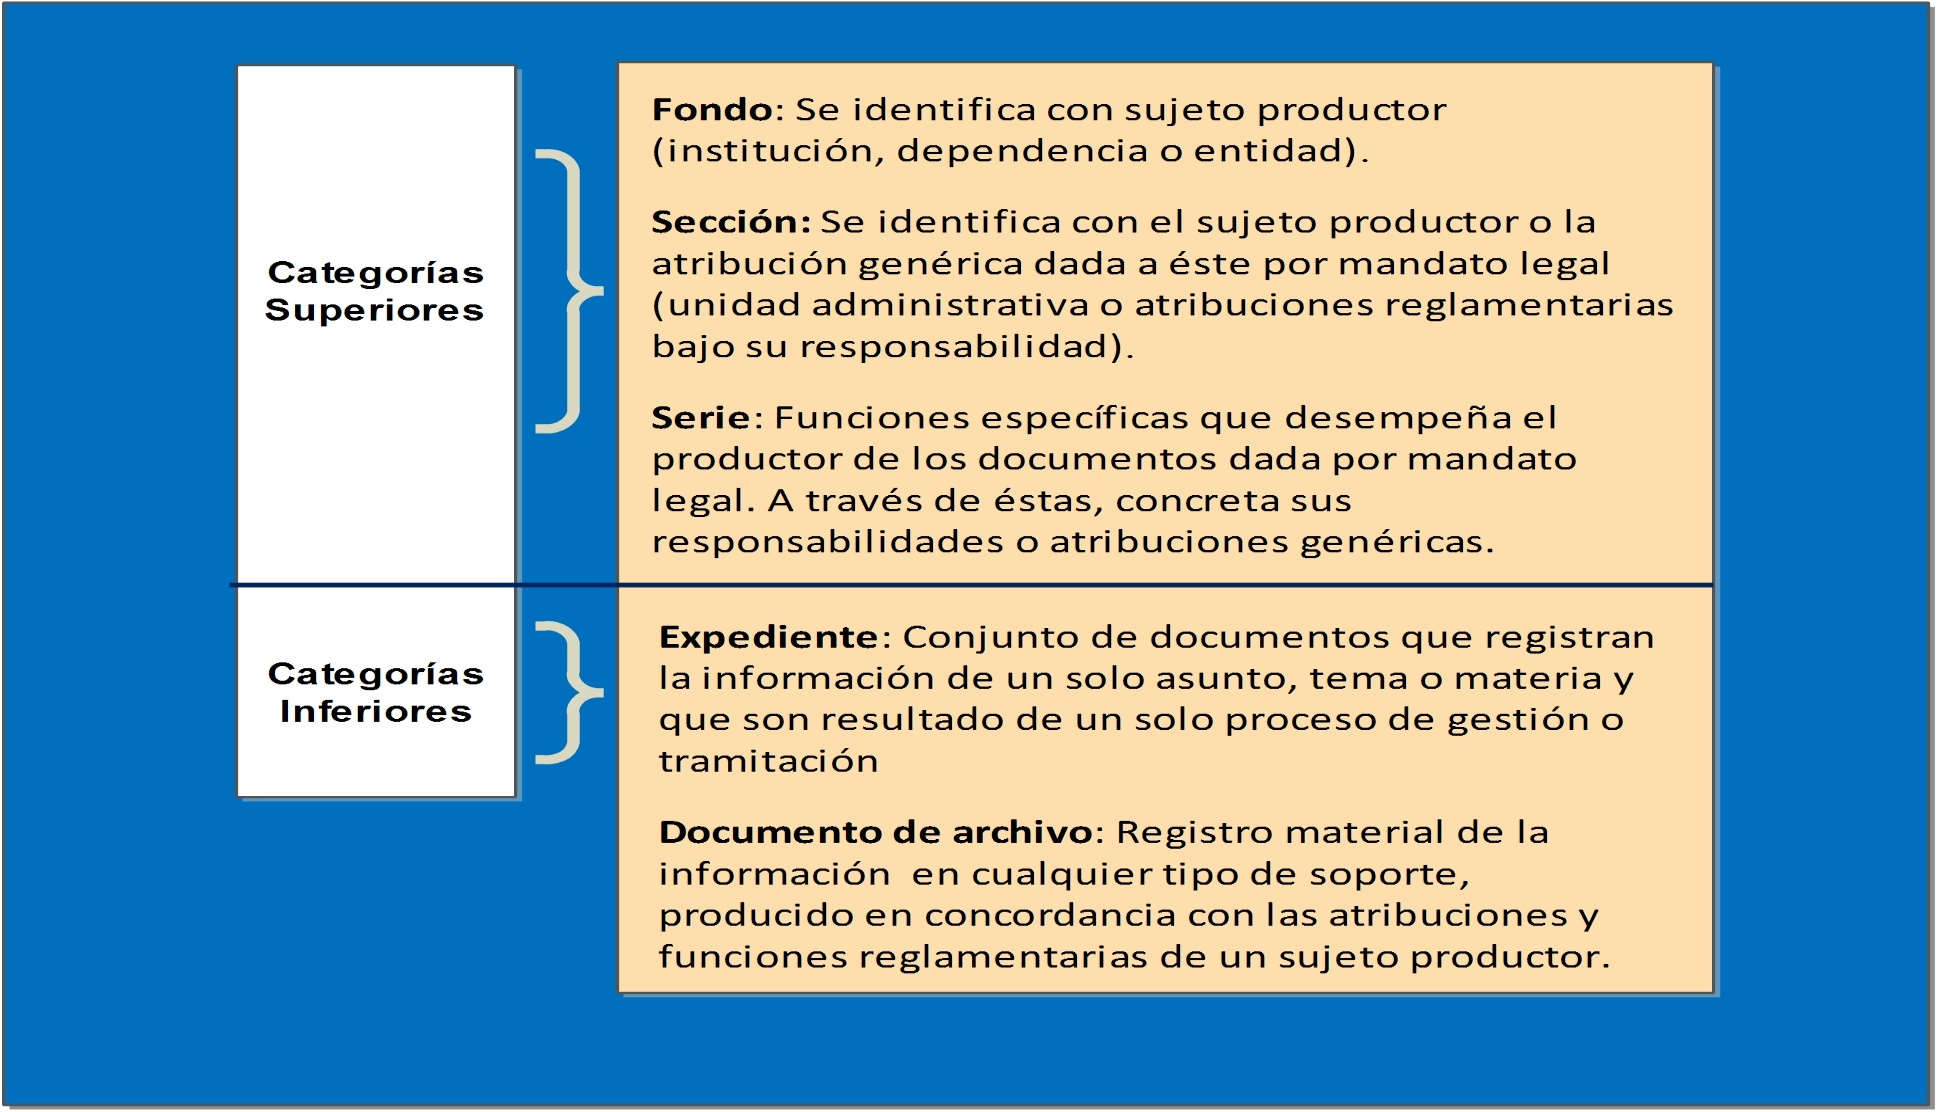 Categorías
Superiores
Fondo: Se identifica con sujeto productor
(institución, dependencia o entidad).
Sección: Se identifica con el sujeto productor o la
atribución genérica dada a éste por mandato legal
(unidad administrativa o atribuciones reglamentarias
bajo su responsabilidad).
Serie: Funciones específicas que desempeña el
productor de los documentos dada por mandato
legal. A través de éstas, concreta sus
responsabilidades o atribuciones genéricas.
Categorías
Inferiores
Expediente: Conjunto de documentos que registran
la información de un solo asunto, tema o materia y
que son resultado de un solo proceso de gestión o
tramitación
Documento de archivo: Registro material de la
información  en cualquier tipo de soporte,
producido en concordancia con las atribuciones y
funciones reglamentarias de un sujeto productor.